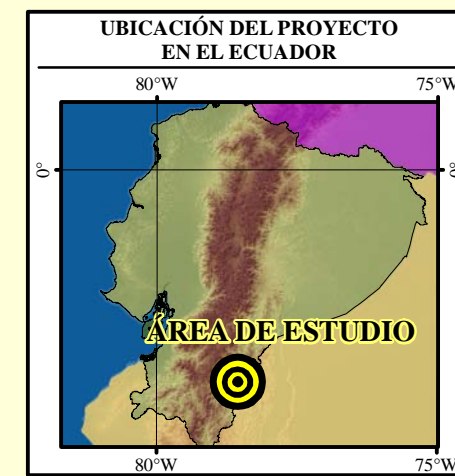 UBICACIÓN DEL PROYECTO
EN EL ECUADOR
80°W 75°W
0° 0°
ÁREA DE ESTUDIO
80°W 75°W